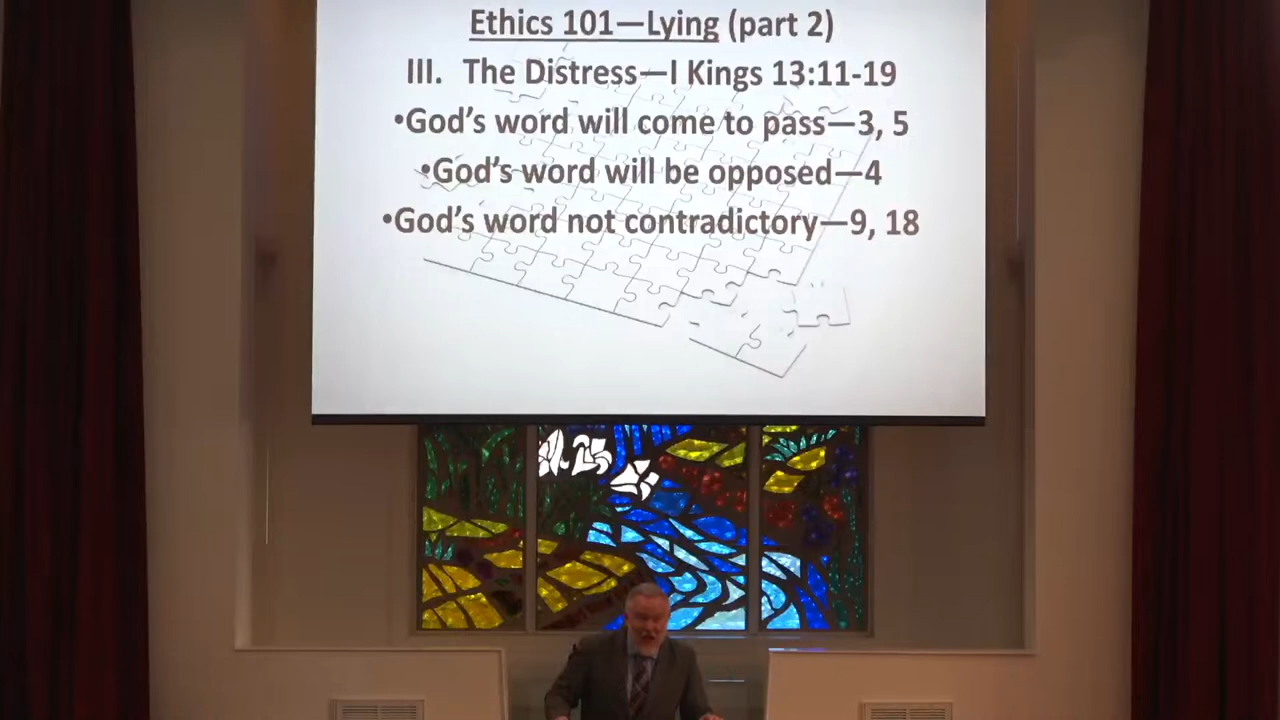 Ethics 101—Lying (part 2)
III. The Distress—I Kings 13:11-19
•God's word will come to pass—3, 5
•God's word will be opposed—4
•God's word not contradictory—9, 18